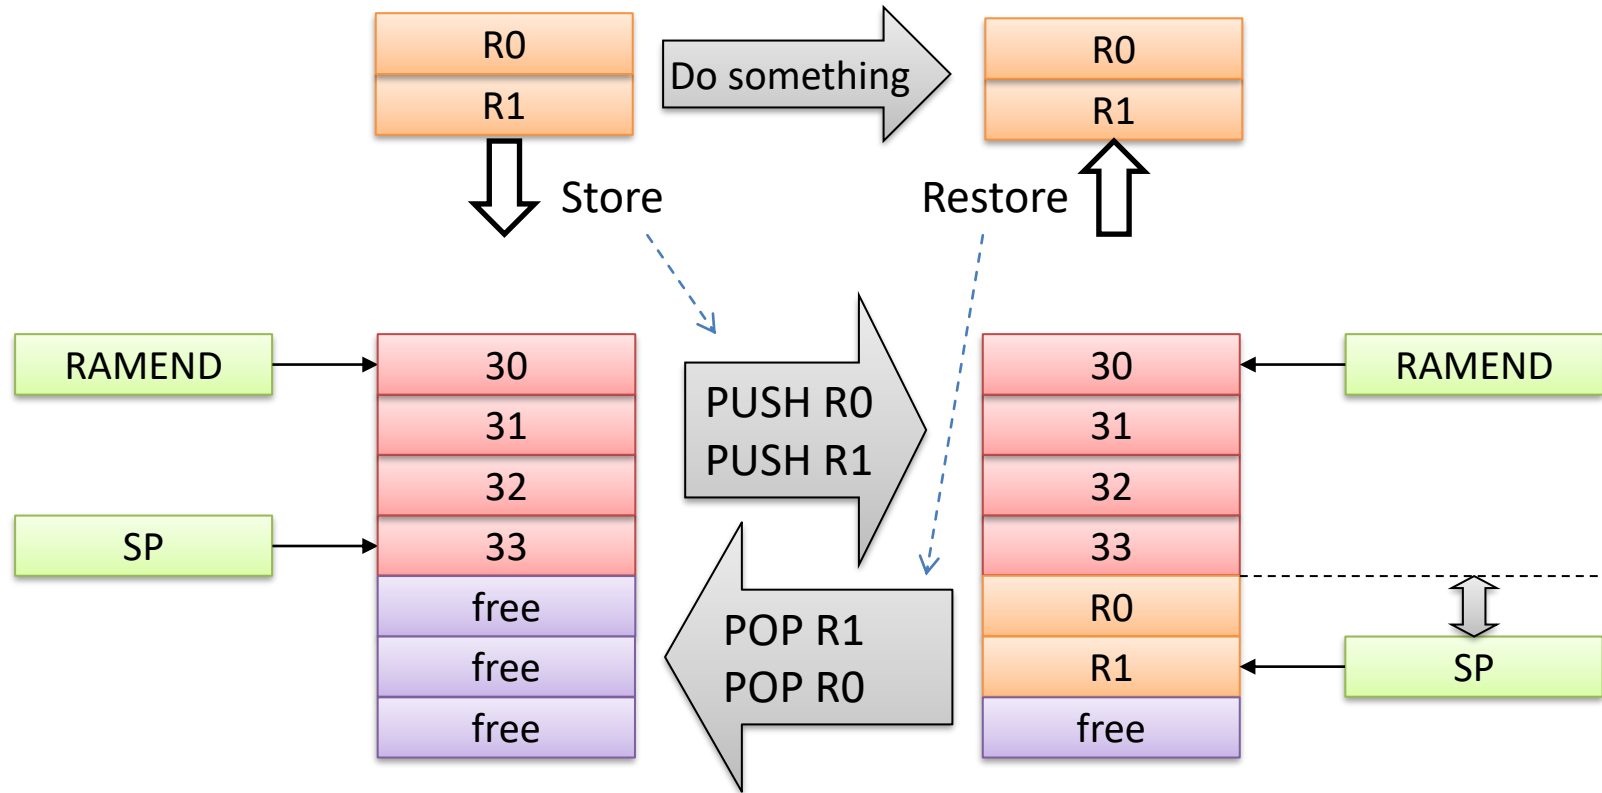 R0
R1
Do something
R0
R1
Store
Restore
RAMEND
SP
30
31
32
33
free
free
free
PUSH R0
PUSH R1
POP R1
POP R0
30
31
32
33
R0
R1
free
RAMEND
SP